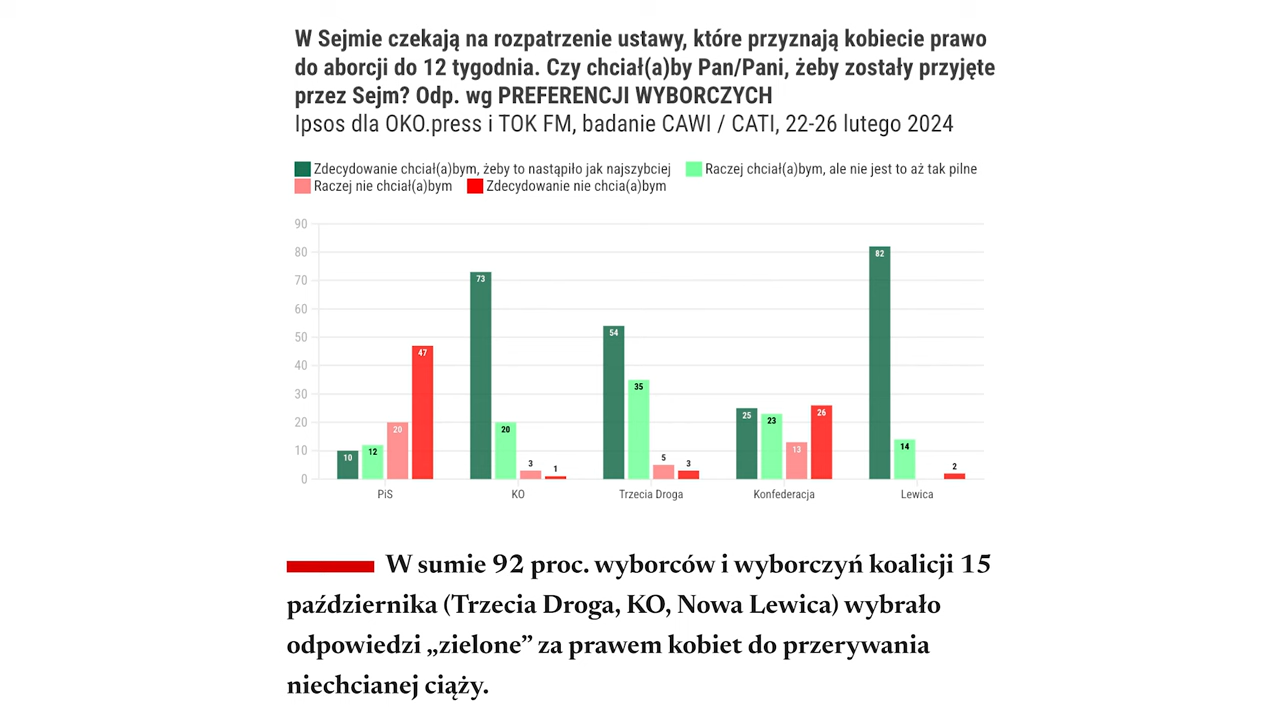 W Sejmie czekają na rozpatrzenie ustawy, które przyznają kobiecie prawo
do aborcji do 12 tygodnia. Czy chciał(a)by Pan/Pani, żeby zostały przyjęte
przez Sejm? Odp. wg PREFERENCJI WYBORCZYCH
Ipsos dla OKO.press i TOK FM, badanie CAWI / CATI, 22-26 lutego 2024
Zdecydowanie chciał(a)bym, żeby to nastąpiło jak najszybciej Raczej chciał(a)bym, ale nie jest to aż tak pilne
Raczej nie chciał(a)bym Zdecydowanie nie chcia(a)bym
90
80
70
60
50
40
30
20
10
0
10 12 20 47
73 20 3 1
54 35 5 3
25 23 13 26
82 14 2
PiS KO Trzecia Droga Konfederacja Lewica
W sumie 92 proc. wyborców i wyborczyń koalicji 15
października (Trzecia Droga, KO, Nowa Lewica) wybrało
odpowiedzi „zielone” za prawem kobiet do przerywania
niechcianej ciąży.